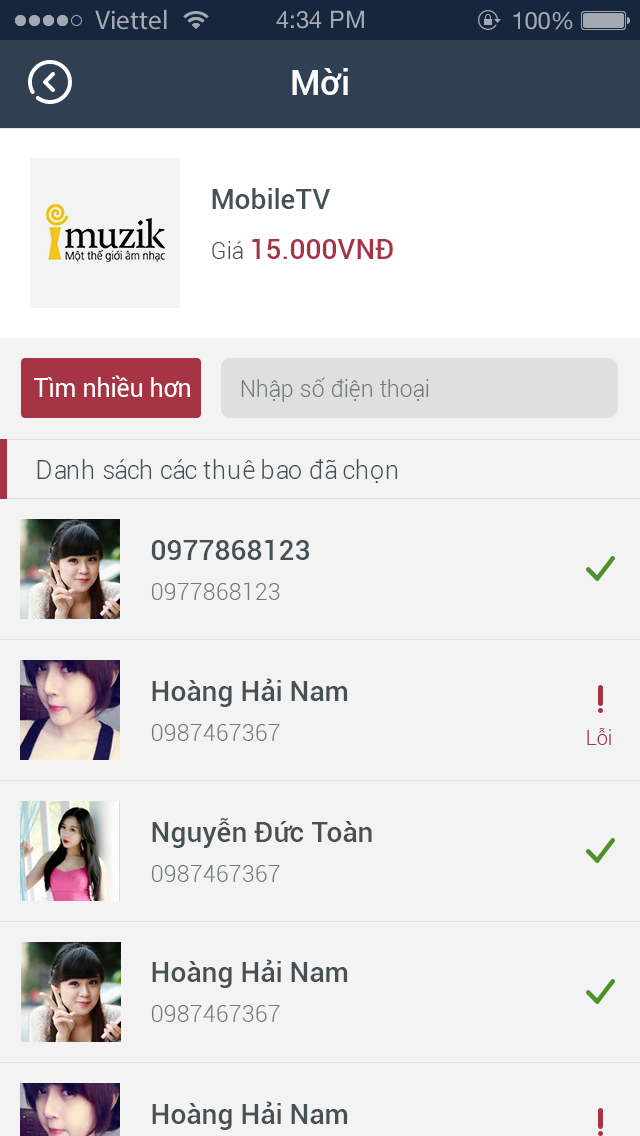 Viettel 4:34 PM 100%
Mời
imuzik
Một thế giới âm nhạc
MobileTV
Giá 15.000VNĐ
Tìm nhiều hơn
Nhập số điện thoại
Danh sách các thuê bao đã chọn
0977868123
0977868123
Hoàng Hải Nam
0987467367
Lỗi
Nguyễn Đức Toàn
0987467367
Hoàng Hải Nam
0987467367
Hoàng Hải Nam